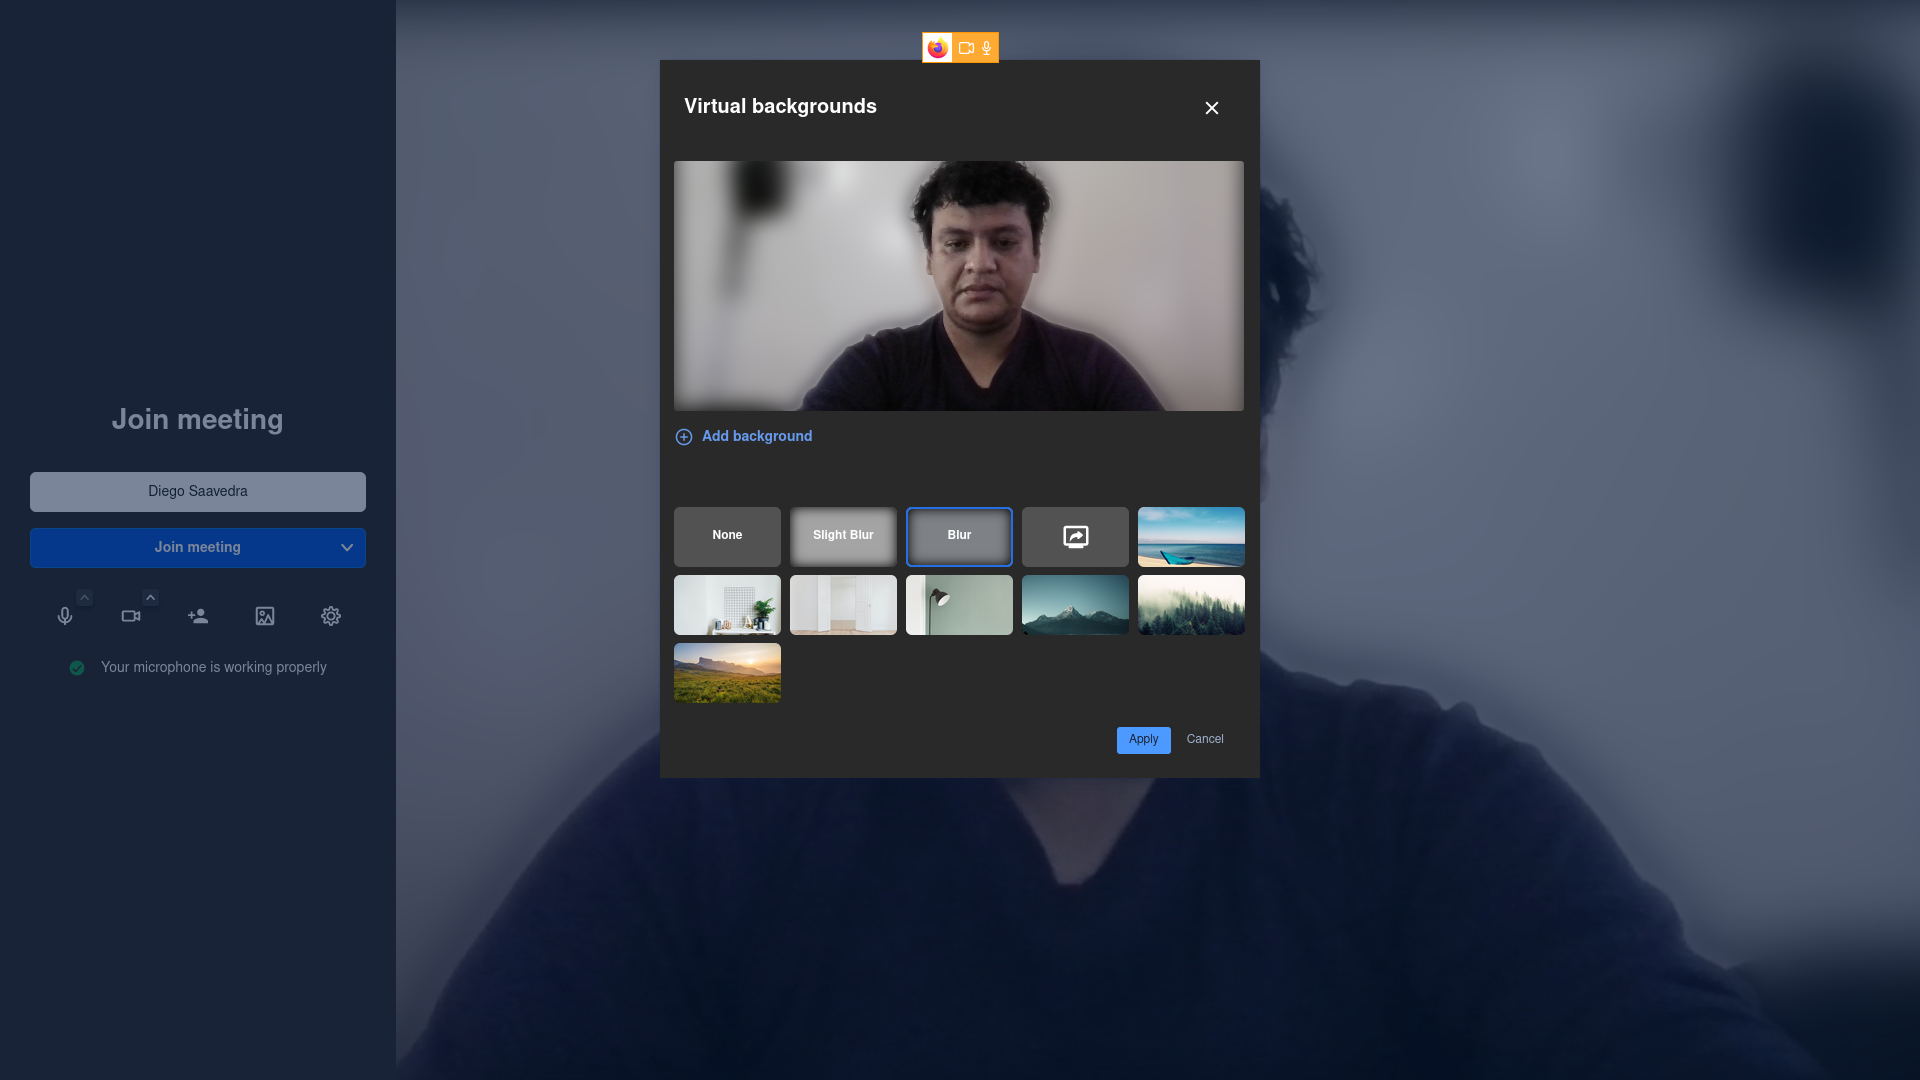 Virtual backgrounds
Add background
None
Slight Blur
Blur
Apply
Cancel
Join meeting
Diego Saavedra
Join meeting
Your microphone is working properly